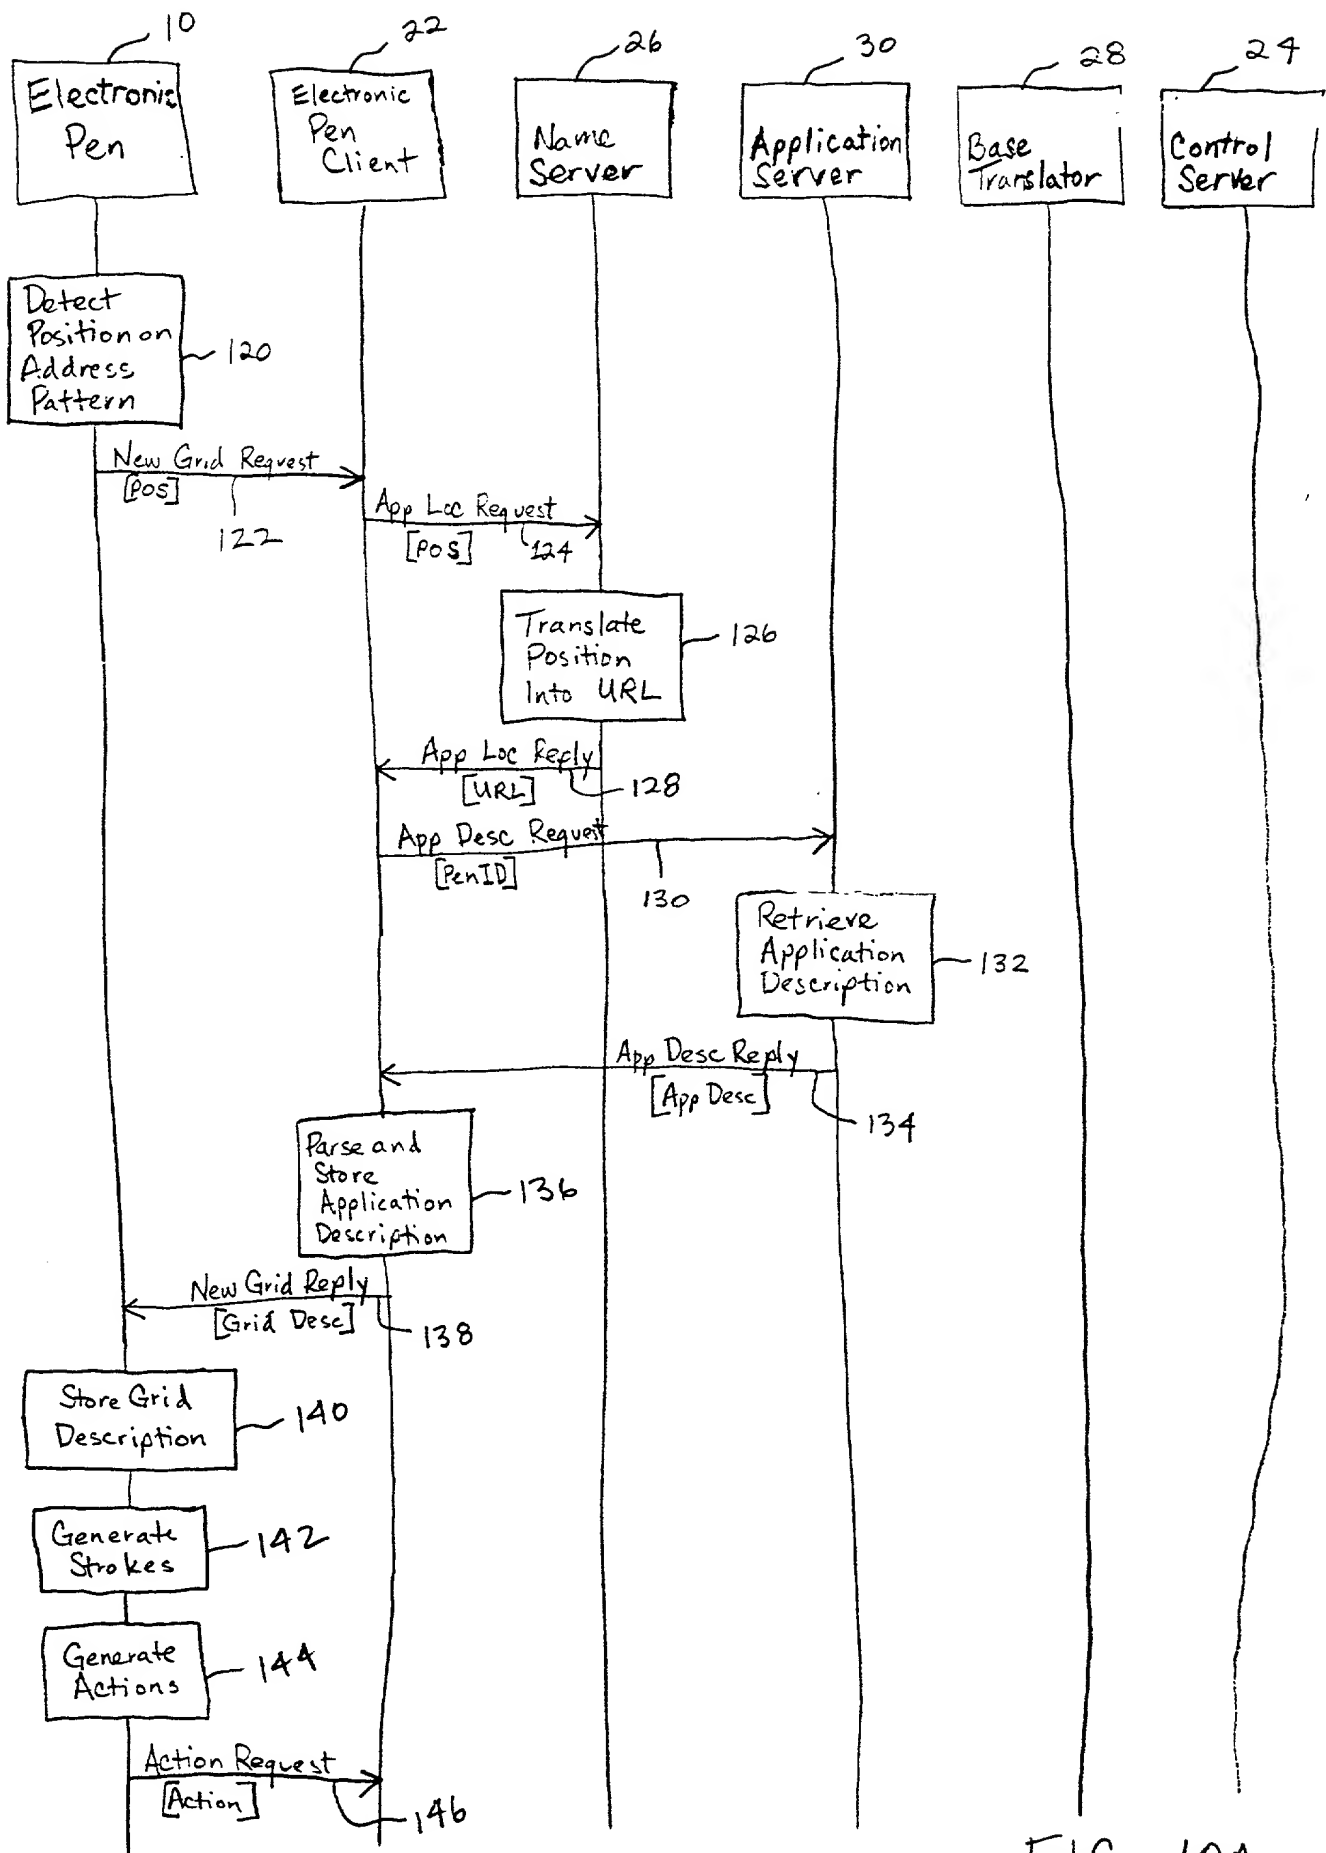 10
22
26
30
28
24
Electronic
Pen
Electronic
Pen
Client
Name
Server
Application
Server
Base
Translator
Control
Server
Detect
Position on
Address
Pattern
120
New Grid Request
[POS]
122
App Loc Request
[POS]
124
Translate
Position
Into URL
126
App Loc Reply
[URL]
128
App Desc Request
[PenID]
130
Retrieve
Application
Description
132
App Desc Reply
[App Desc]
134
Parse and
Store
Application
Description
136
New Grid Reply
[Grid Desc]
138
Store Grid
Description
140
Generate
Strokes
142
Generate
Actions
144
Action Request
[Action]
146
FIG. 10A